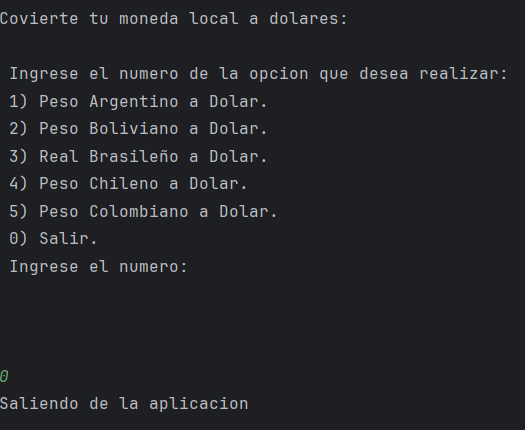 Covierte tu moneda local a dolares:
Ingrese el numero de la opcion que desea realizar:
1) Peso Argentino a Dolar.
2) Peso Boliviano a Dolar.
3) Real Brasileño a Dolar.
4) Peso Chileno a Dolar.
5) Peso Colombiano a Dolar.
0) Salir.
Ingrese el numero:
0
Saliendo de la aplicacion